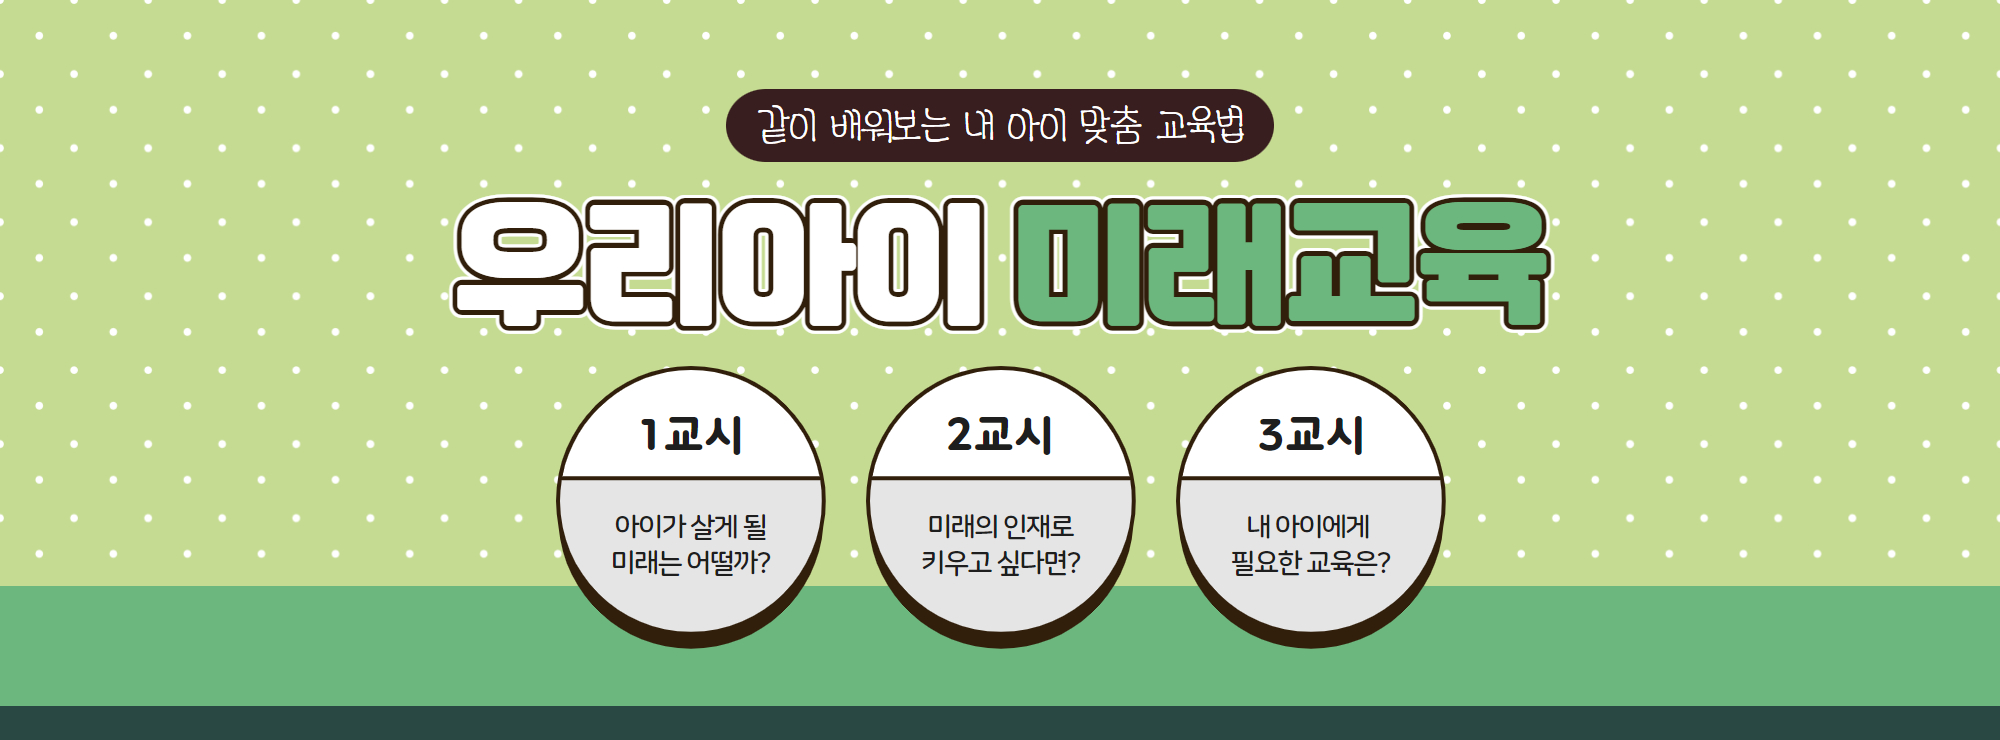 같이 배워보는 내 아이 맞춤 교육법
우리아이 미래교육
1교시
아이가 살게 될
미래는 어떨까?
2교시
미래의 인재로
키우고 싶다면?
3교시
내 아이에게
필요한 교육은?